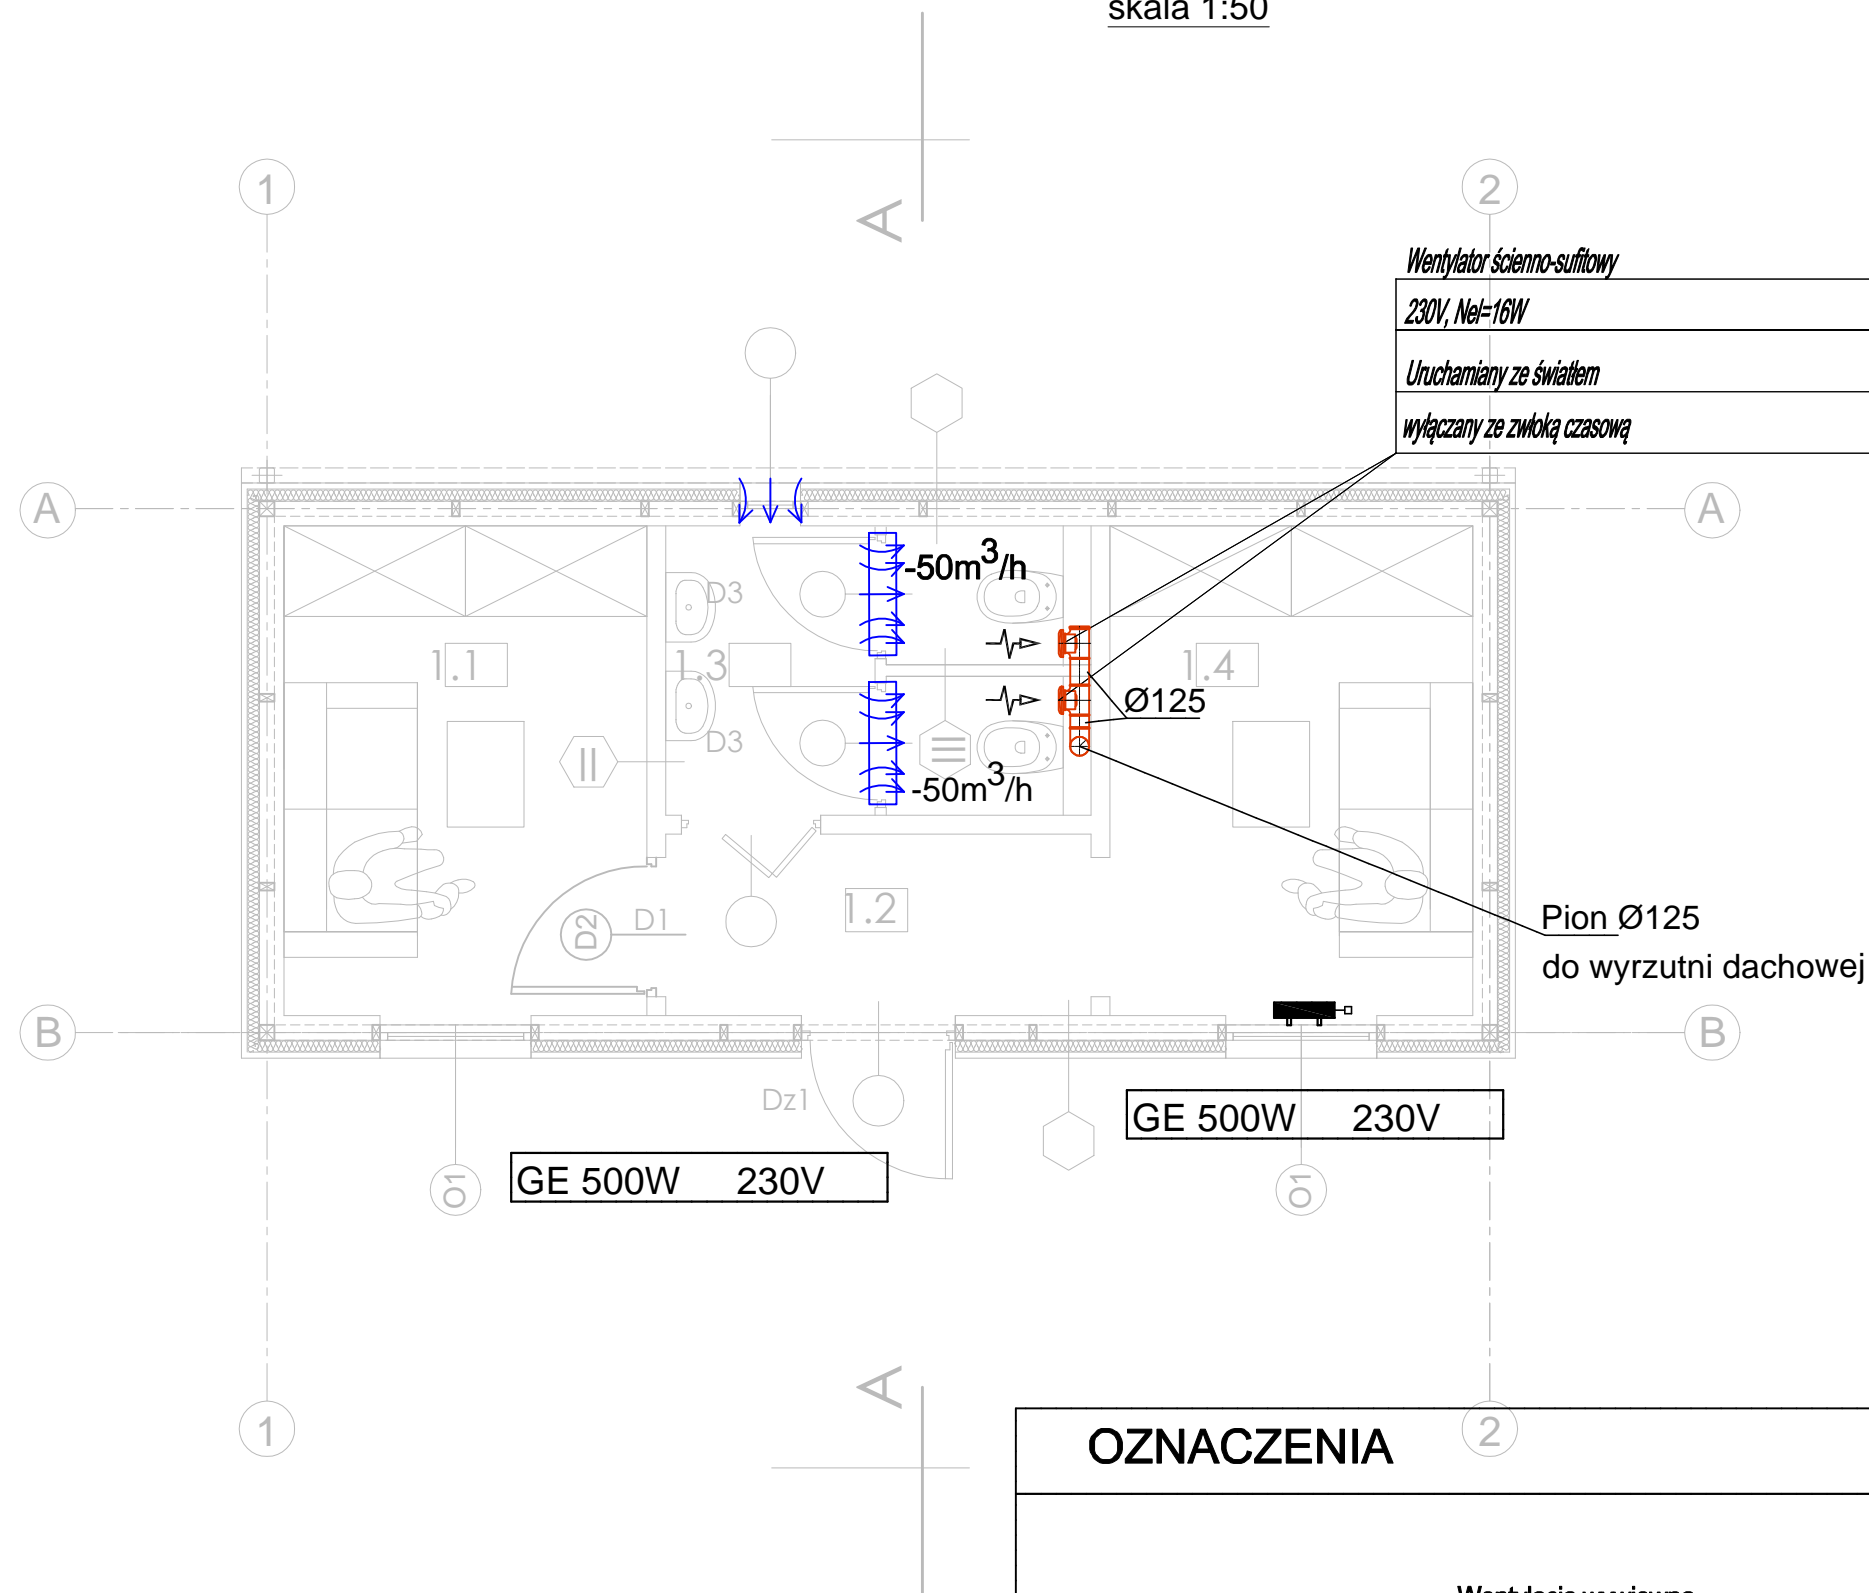 skala 1:50
1
2
A
Wentylator ścienno-sufitowy
230V, Nel=16W
Uruchamiany ze światłem
wyłączany ze zwłoką czasową
A
A
-50m3/h
D3
1.1
1.3
1.4
Ø125
D3
II
III
-50m3/h
D2
D1
1.2
Pion Ø125
do wyrzutni dachowej
B
B
Dz1
GE 500W 230V
GE 500W 230V
O1
O1
A
1
2
OZNACZENIA